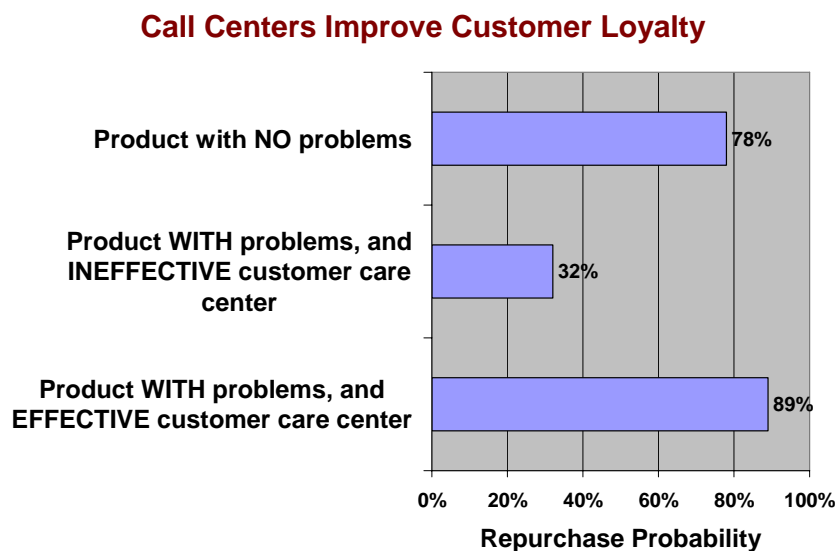 Call Centers Improve Customer Loyalty
Product with NO problems
78%
Product WITH problems, and
INEFFECTIVE customer care
center
32%
Product WITH problems, and
EFFECTIVE customer care center
89%
0% 20% 40% 60% 80% 100%
Repurchase Probability